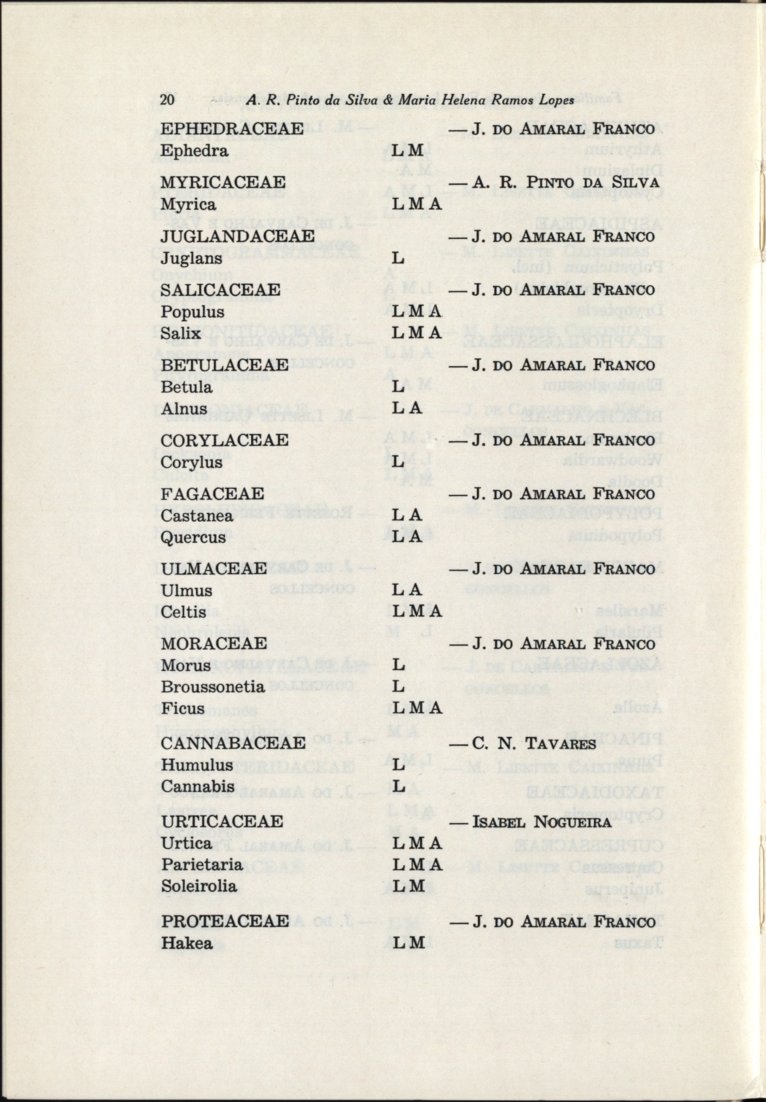 20 A. R. Pinto da Silva & Maria Helena Ramos Lopes
EPHEDRACEAE — J. DO AMARAL FRANCO
Ephedra L M
MYRICACEAE — A. R. PINTO DA SILVA
Myrica L M A
JUGLANDACEAE — J. DO AMARAL FRANCO
Juglans L
SALICACEAE — J. DO AMARAL FRANCO
Populus L M A
Salix L M A
BETULACEAE — J. DO AMARAL FRANCO
Betula L
Alnus L A
CORYLACEAE — J. DO AMARAL FRANCO
Corylus L
FAGACEAE — J. DO AMARAL FRANCO
Castanea L A
Quercus L A
ULMACEAE — J. DO AMARAL FRANCO
Ulmus L A
Celtis L M A
MORACEAE — J. DO AMARAL FRANCO
Morus L
Broussonetia L
Ficus L M A
CANNABACEAE — C. N. TAVARES
Humulus L
Cannabis L
URTICACEAE — ISABEL NOGUEIRA
Urtica L M A
Parietaria L M A
Soleirolia L M
PROTEACEAE — J. DO AMARAL FRANCO
Hakea L M